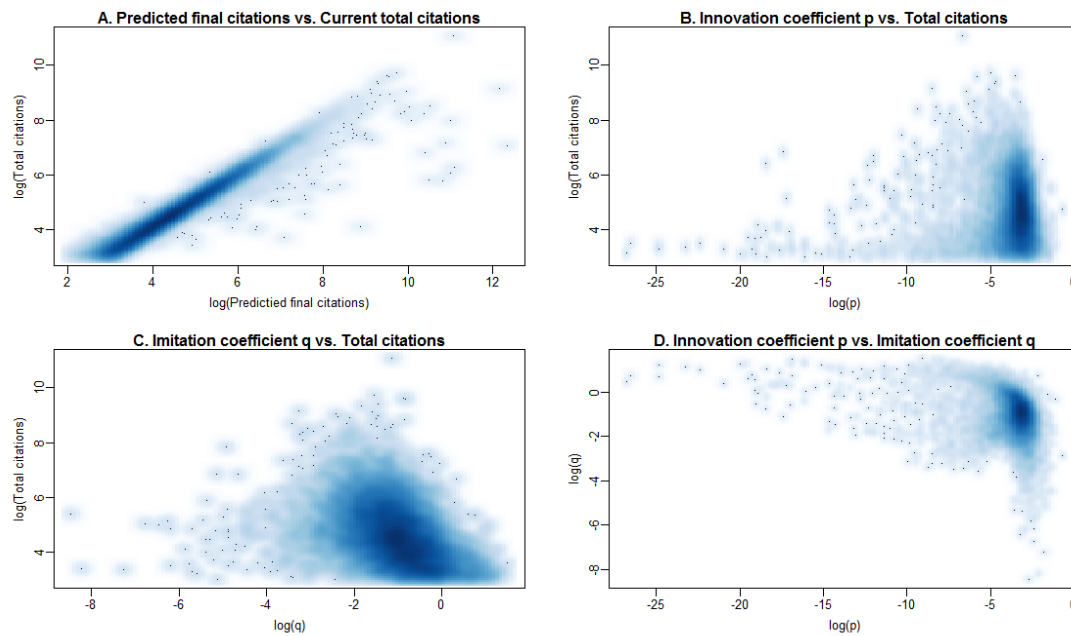 A. Predicted final citations vs. Current total citations
log(Total citations)
10
8
6
4
2 4 6 8 10 12
log(Predictied final citations)
B. Innovation coefficient p vs. Total citations
log(Total citations)
10
8
6
4
-25 -20 -15 -10 -5 0
log(p)
C. Imitation coefficient q vs. Total citations
log(Total citations)
10
8
6
4
-8 -6 -4 -2 0
log(q)
D. Innovation coefficient p vs. Imitation coefficient q
log(q)
0
-2
-4
-6
-8
-25 -20 -15 -10 -5 0
log(p)